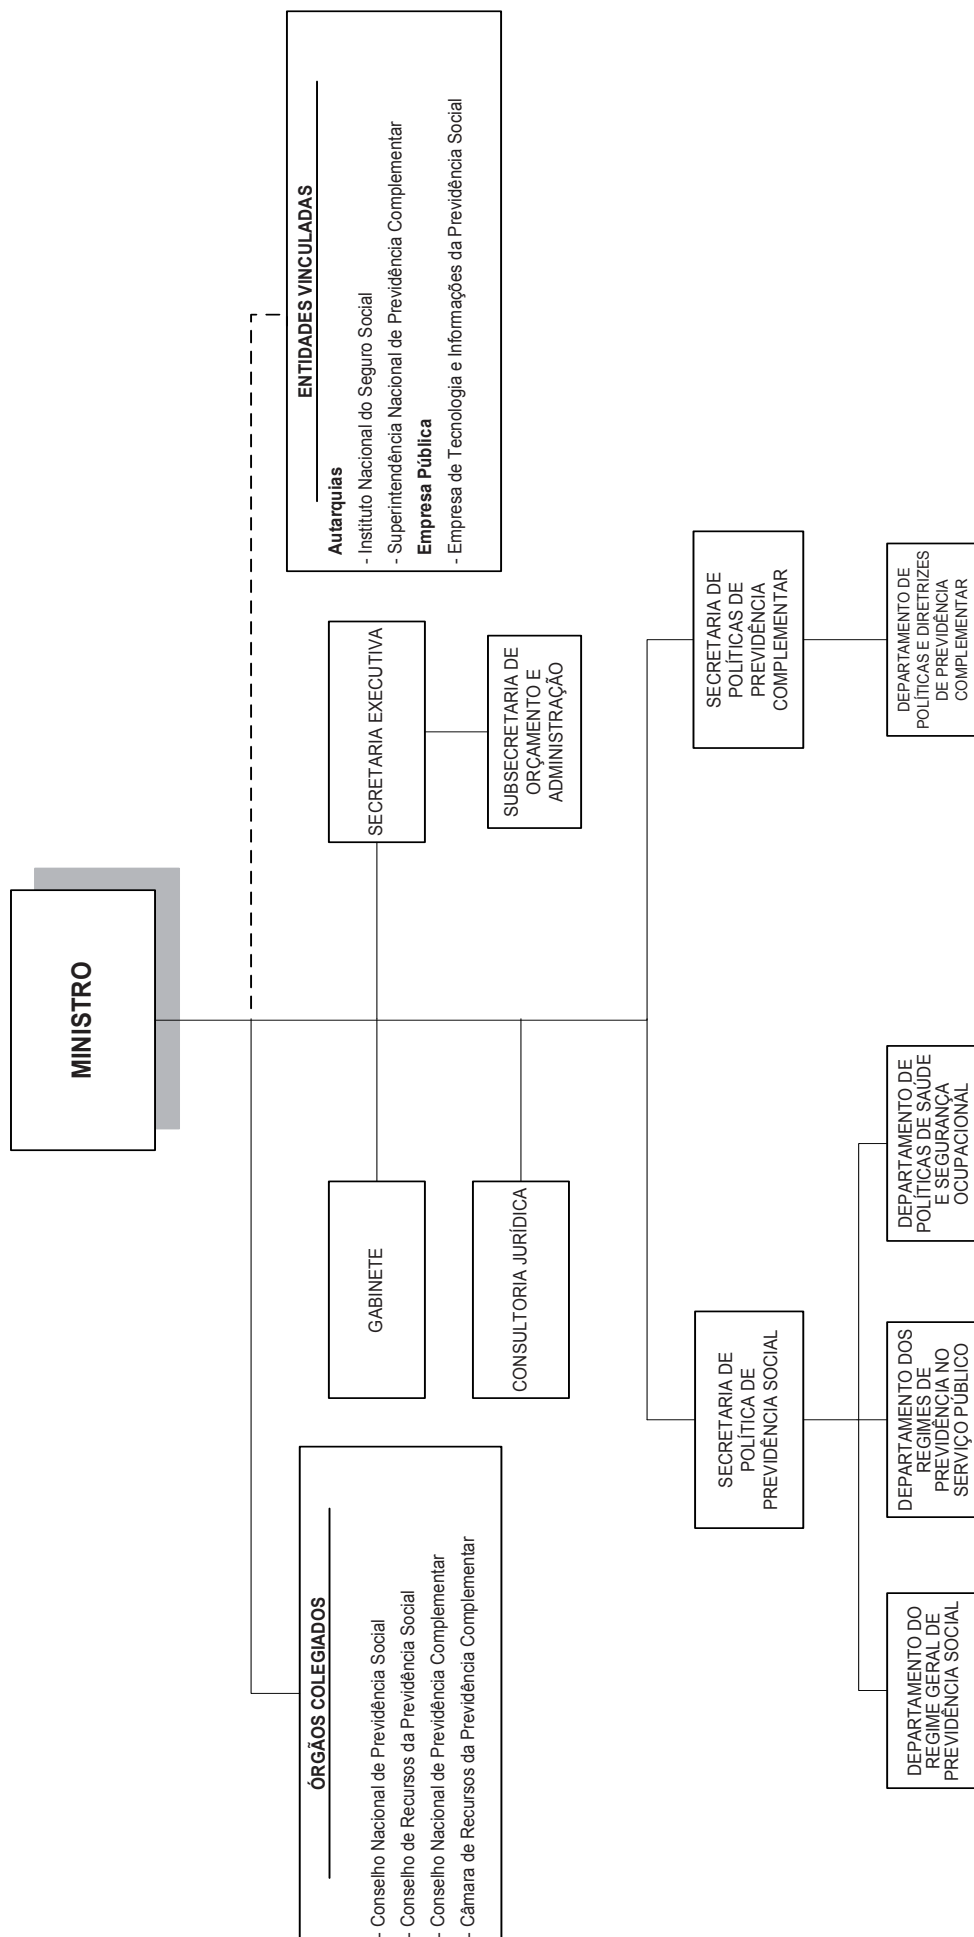 MINISTRO
ÓRGÃOS COLEGIADOS
- Conselho Nacional de Previdência Social
- Conselho de Recursos da Previdência Social
- Conselho Nacional de Previdência Complementar
- Câmara de Recursos da Previdência Complementar
ENTIDADES VINCULADAS
Autarquias
- Instituto Nacional do Seguro Social
- Superintendência Nacional de Previdência Complementar
Empresa Pública
- Empresa de Tecnologia e Informações da Previdência Social
GABINETE
SECRETARIA EXECUTIVA
CONSULTORIA JURÍDICA
SUBSECRETARIA DE
ORÇAMENTO E
ADMINISTRAÇÃO
SECRETARIA DE
POLÍTICA DE
PREVIDÊNCIA SOCIAL
SECRETARIA DE
POLÍTICAS DE
PREVIDÊNCIA
COMPLEMENTAR
DEPARTAMENTO DO
REGIME GERAL DE
PREVIDÊNCIA SOCIAL
DEPARTAMENTO DOS
REGIMES DE
PREVIDÊNCIA NO
SERVIÇO PÚBLICO
DEPARTAMENTO DE
POLÍTICAS DE SAÚDE
E SEGURANÇA
OCUPACIONAL
DEPARTAMENTO DE
POLÍTICAS E DIRETRIZES
DE PREVIDÊNCIA
COMPLEMENTAR